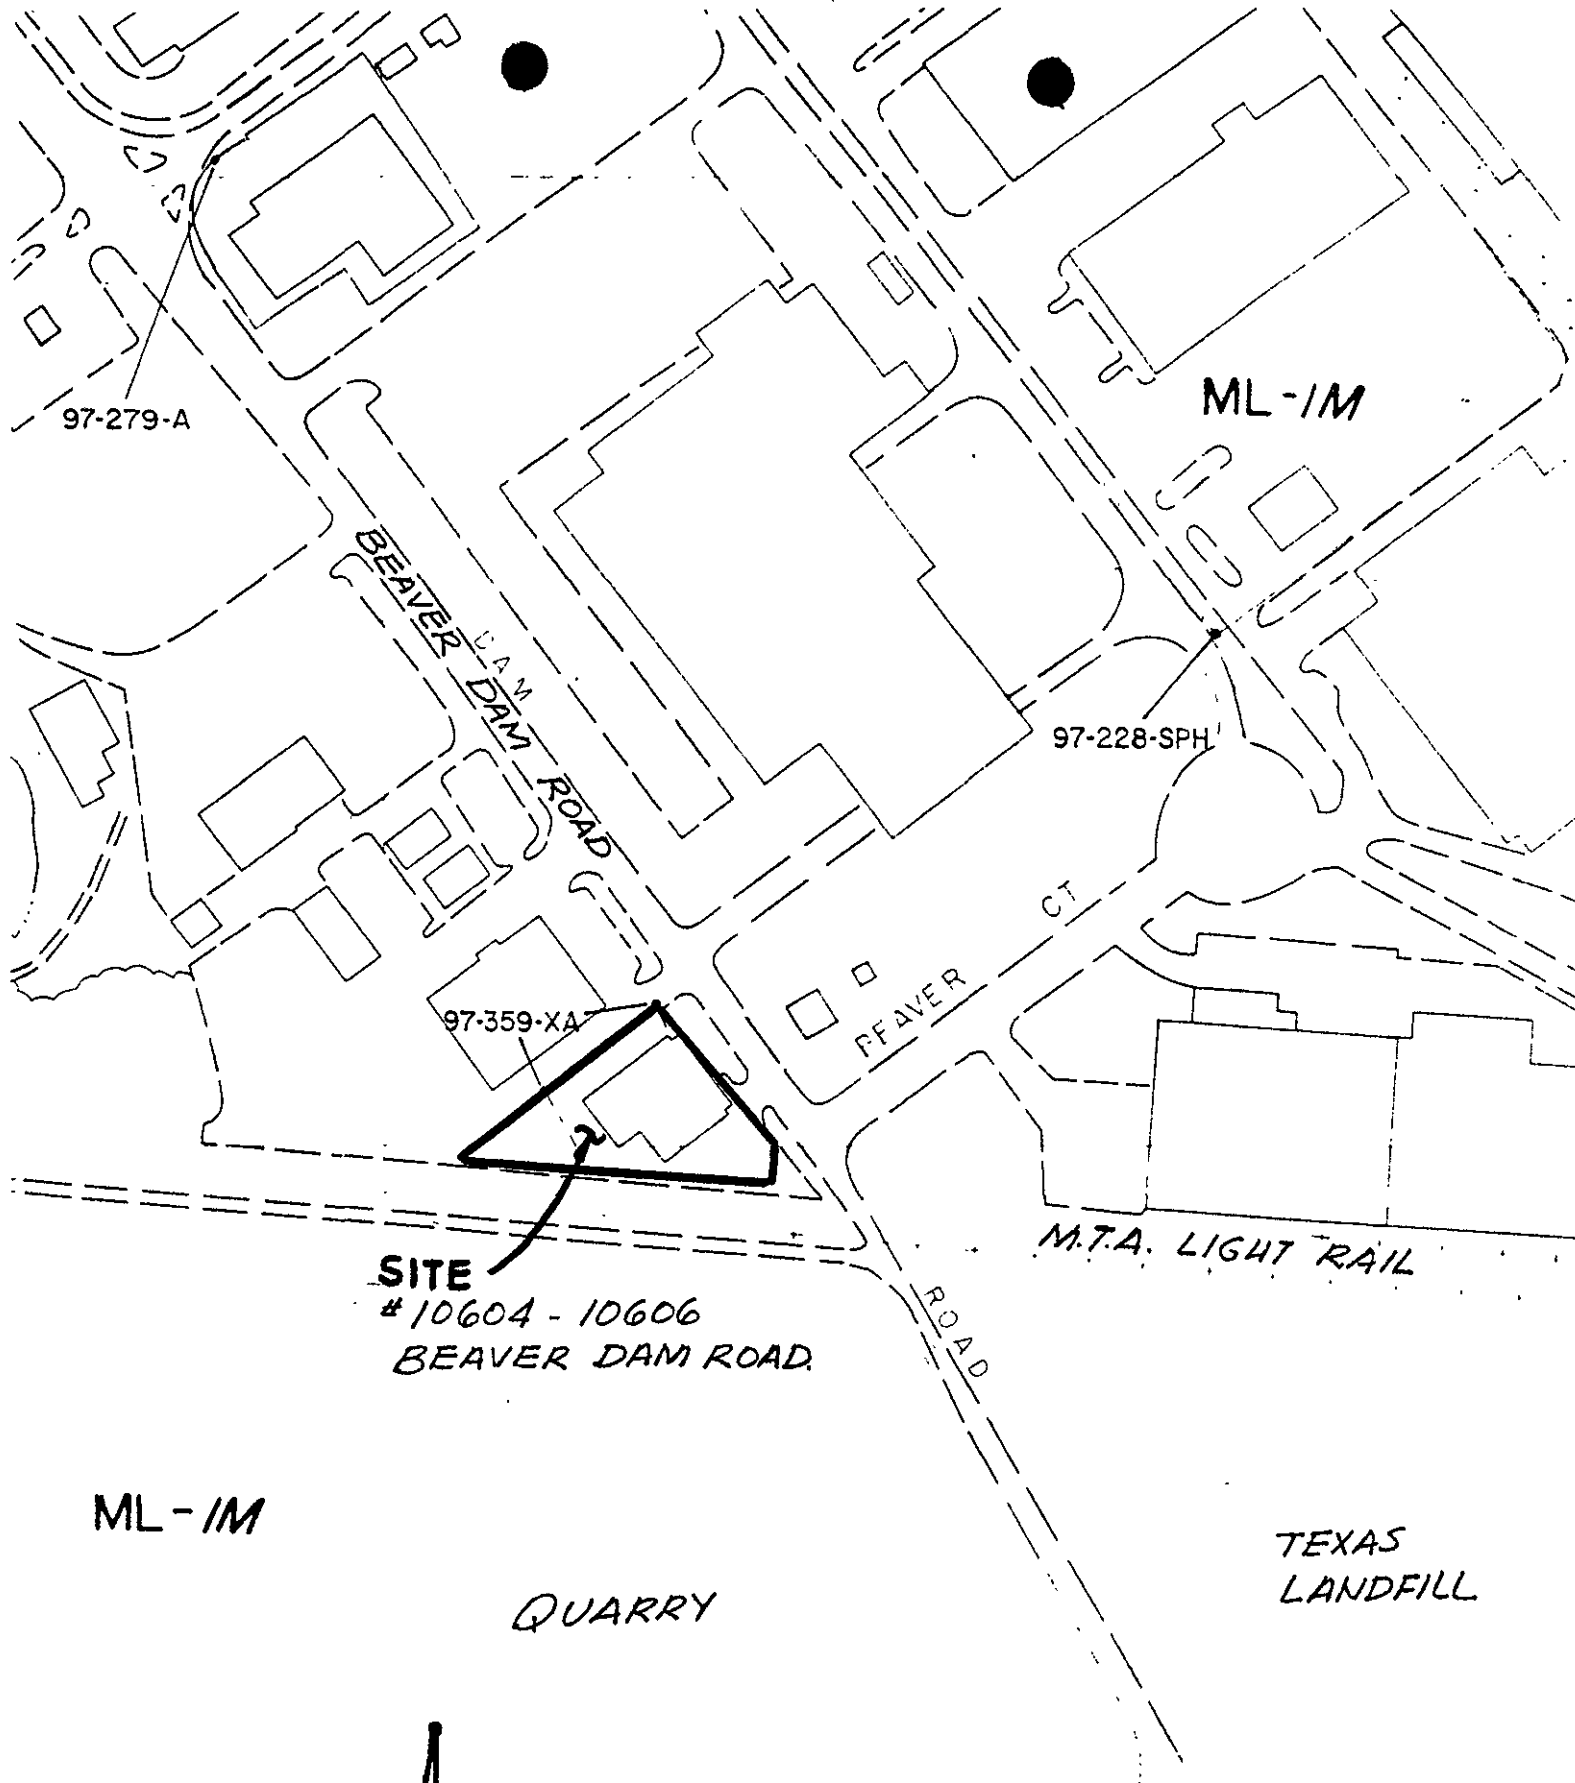 97-279-A
ML-IM
BEAVER DAM ROAD
DAM
97-228-SPH
BEAVER CT
97-359-XA
M.T.A. LIGHT RAIL
SITE
#10604 - 10606
BEAVER DAM ROAD.
ROAD
ML-IM
QUARRY
TEXAS
LANDFILL